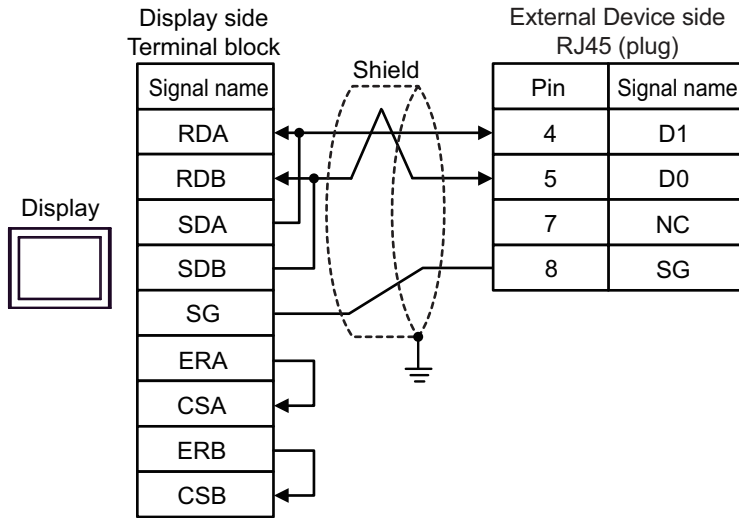 Display side
Terminal block
External Device side
RJ45 (plug)
Shield
Signal name
Pin
Signal name
RDA
4
D1
RDB
5
D0
Display
SDA
7
NC
SDB
8
SG
SG
ERA
CSA
ERB
CSB